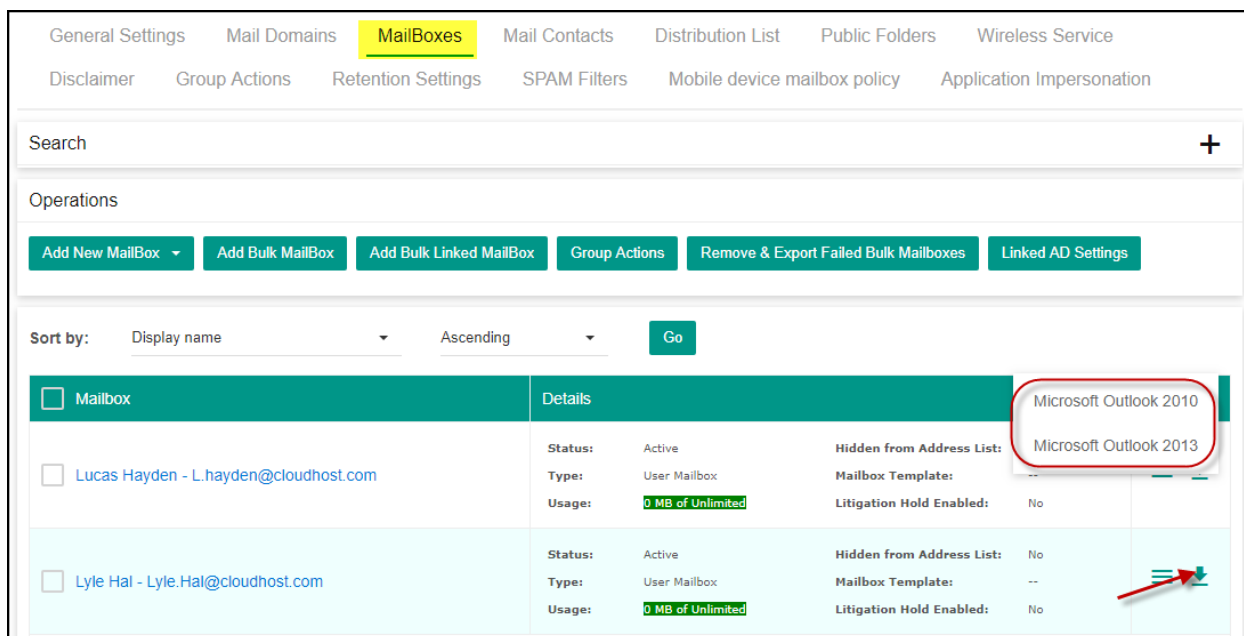 General Settings Mail Domains MailBoxes Mail Contacts Distribution List Public Folders Wireless Service
Disclaimer Group Actions Retention Settings SPAM Filters Mobile device mailbox policy Application Impersonation
Search
Operations
Add New MailBox Add Bulk MailBox Add Bulk Linked MailBox Group Actions Remove & Export Failed Bulk Mailboxes Linked AD Settings
Sort by: Display name Ascending Go
Mailbox Details
Microsoft Outlook 2010
Microsoft Outlook 2013
Lucas Hayden - L.hayden@cloudhost.com
Status: Active Hidden from Address List:
Type: User Mailbox Mailbox Template: --
Usage: 0 MB of Unlimited Litigation Hold Enabled: No
Lyle Hal - Lyle.Hal@cloudhost.com
Status: Active Hidden from Address List: No
Type: User Mailbox Mailbox Template: --
Usage: 0 MB of Unlimited Litigation Hold Enabled: No